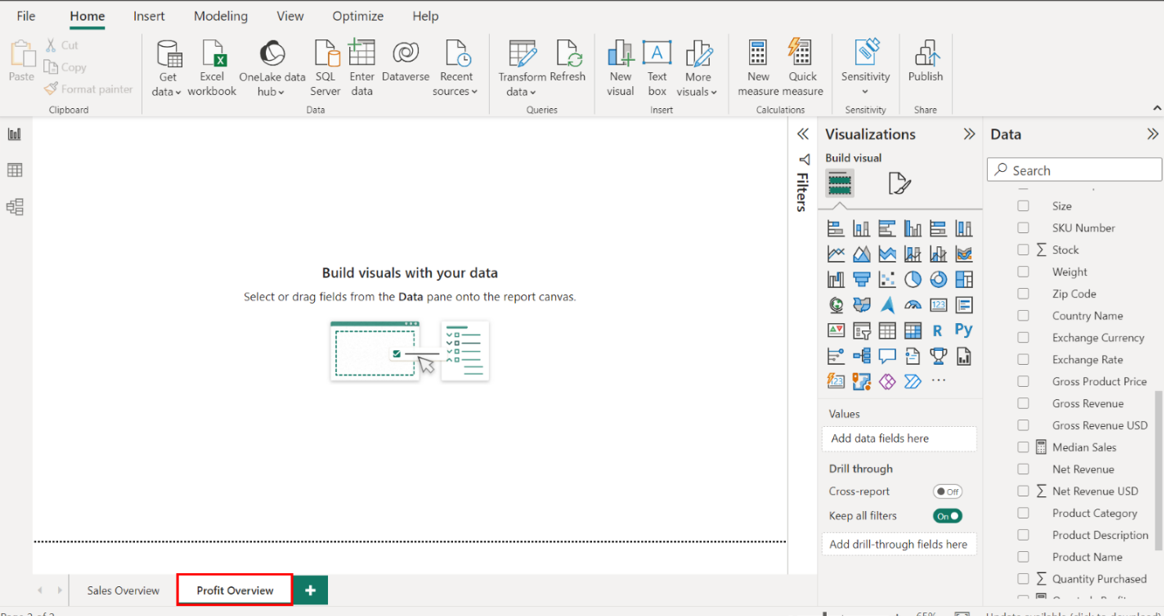 File Home Insert Modeling View Optimize Help
Paste
Cut
Copy
Format painter
Clipboard
Get data
Excel workbook
OneLake data hub
SQL Server
Enter data
Dataverse
Recent sources
Data
Transform data
Refresh
Queries
New visual
Text box
More visuals
Insert
New measure
Quick measure
Calculations
Sensitivity
Sensitivity
Publish
Share
Build visuals with your data
Select or drag fields from the Data pane onto the report canvas.
Filters
Visualizations
Build visual
123
R
Py
123
Values
Add data fields here
Drill through
Cross-report Off
Keep all filters On
Add drill-through fields here
Data
Search
Size
SKU Number
Stock
Weight
Zip Code
Country Name
Exchange Currency
Exchange Rate
Gross Product Price
Gross Revenue
Gross Revenue USD
Median Sales
Net Revenue
Net Revenue USD
Product Category
Product Description
Product Name
Quantity Purchased
Sales Overview
Profit Overview